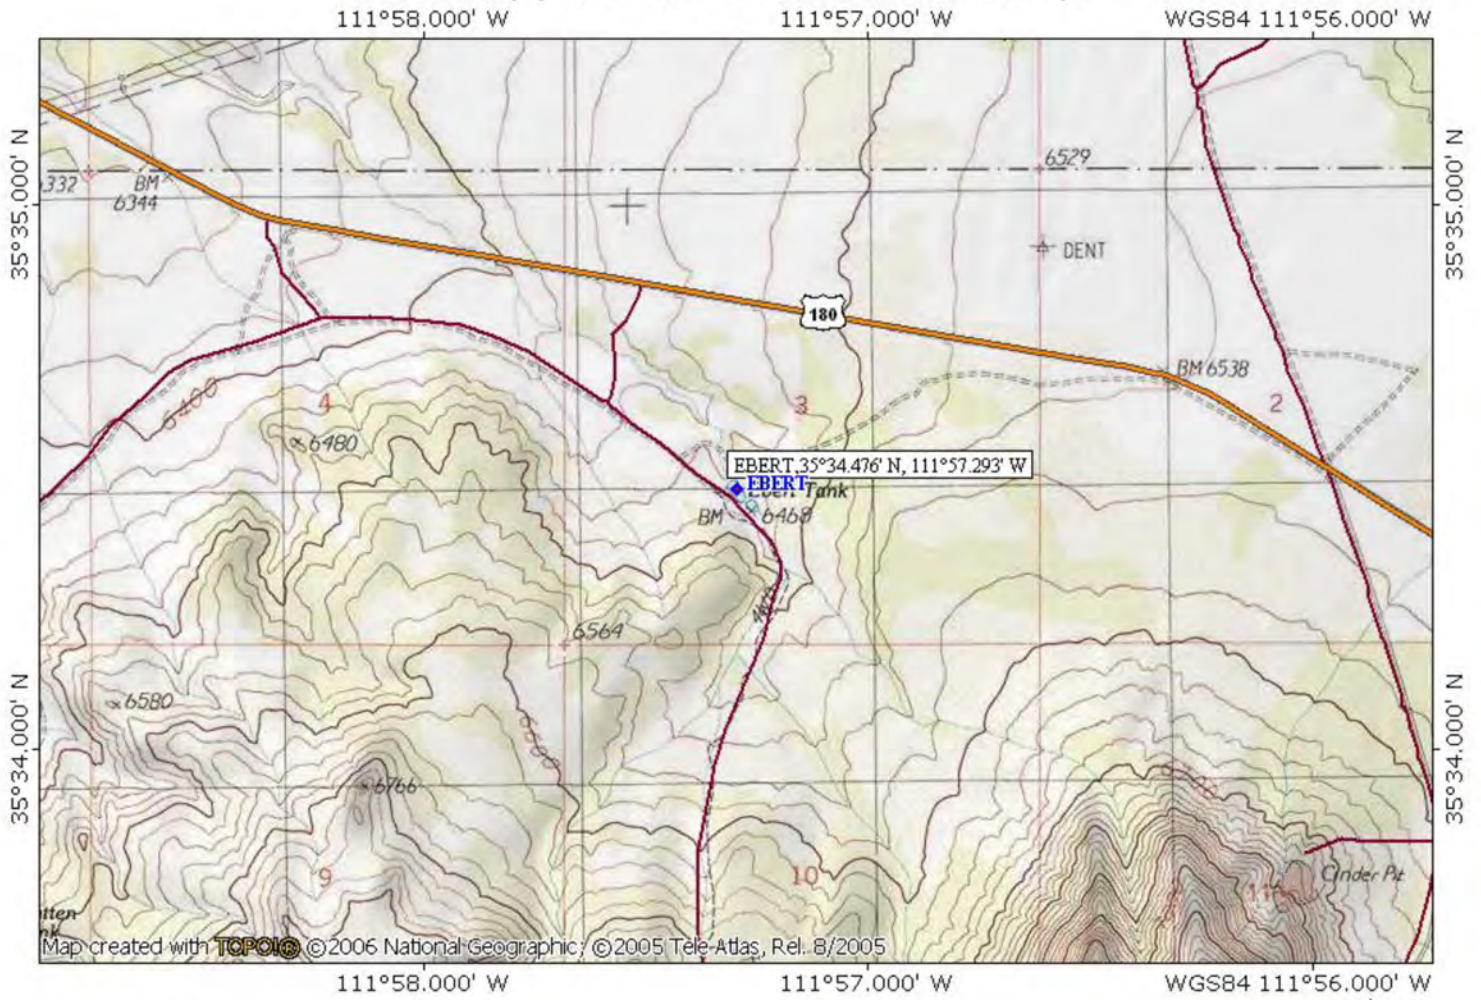 111°58.000' W 111°57.000' W WGS84 111°56.000' W
35°35.000' N
35°35.000' N
6529
BM
6344
DENT
180
BM 6538
6400
4
3
2
6480
EBERT,35°34.476' N, 111°57.293' W
EBERT
Ebert Tank
BM 6468
6564
6580
6600
35°34.000' N
35°34.000' N
6766
9
10
Cinder Pit
Map created with TOPO!® ©2006 National Geographic; ©2005 Tele Atlas, Rel. 8/2005
111°58.000' W 111°57.000' W WGS84 111°56.000' W